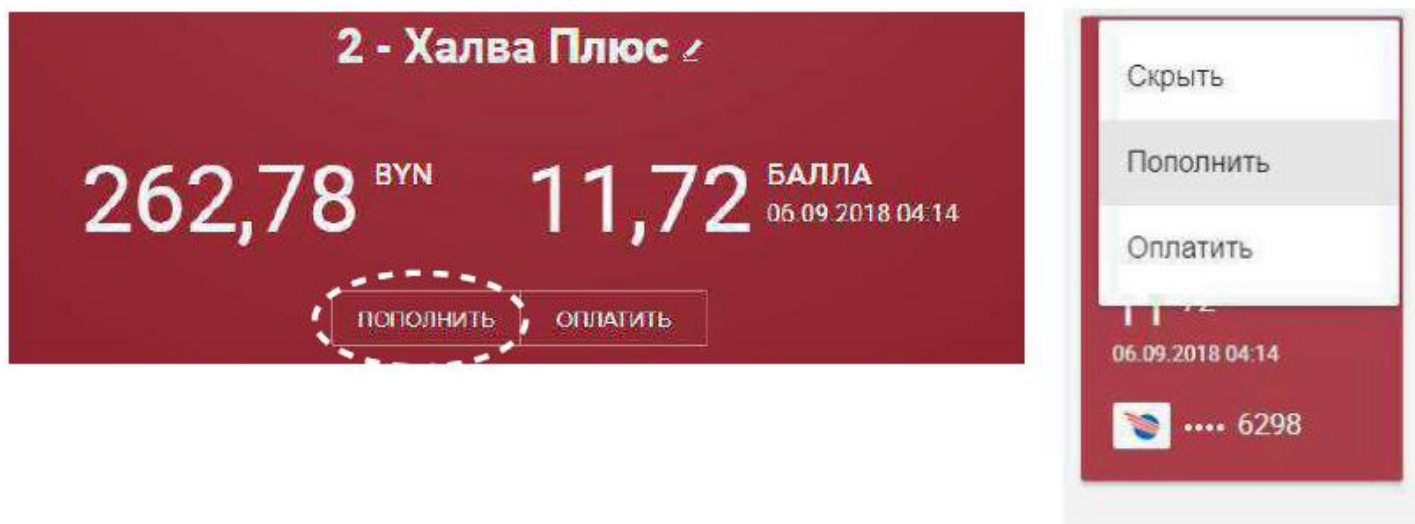 2 - Халва Плюс
262,78 BYN 11,72 БАЛЛА
06.09.2018 04:14
ПОПОЛНИТЬ ОПЛАТИТЬ
Скрыть
Пополнить
Оплатить
06.09.2018 04:14
•••• 6298